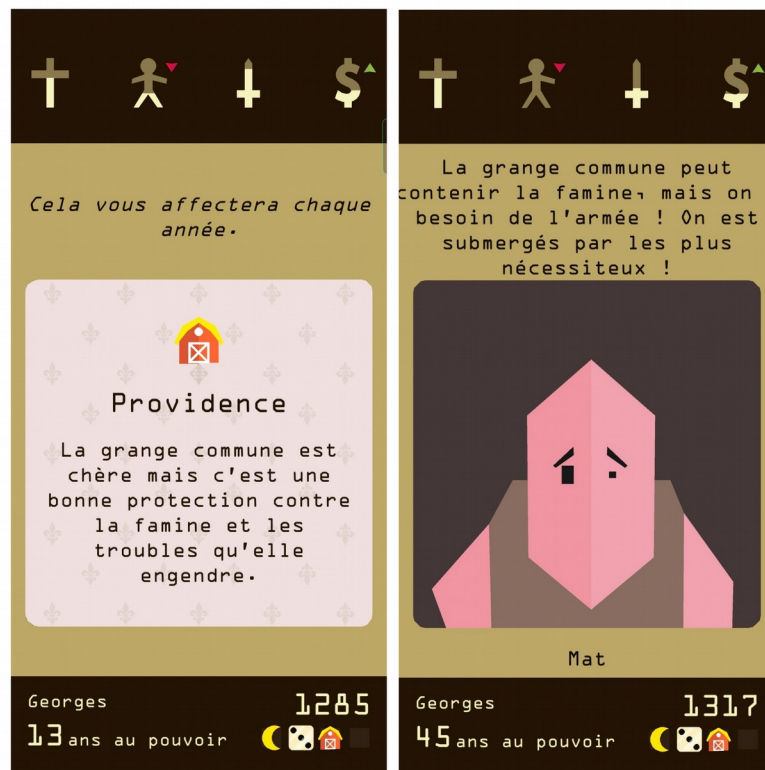 Cela vous affectera chaque
année.
Providence
La grange commune est
chère mais c'est une
bonne protection contre
la famine et les
troubles qu'elle
engendre.
Georges
1285
13 ans au pouvoir
La grange commune peut
contenir la famine, mais on
besoin de l'armée ! On est
submergés par les plus
nécessiteux !
Mat
Georges
1317
45 ans au pouvoir